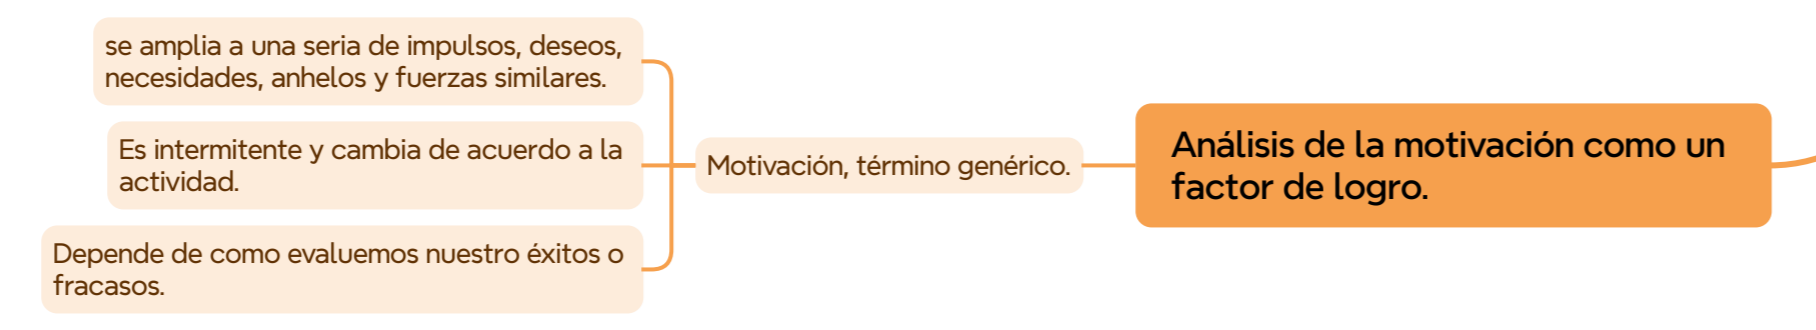 se amplia a una seria de impulsos, deseos,
necesidades, anhelos y fuerzas similares.
Es intermitente y cambia de acuerdo a la
actividad.
Depende de como evaluemos nuestro éxitos o
fracasos.
Motivación, término genérico.
Análisis de la motivación como un
factor de logro.